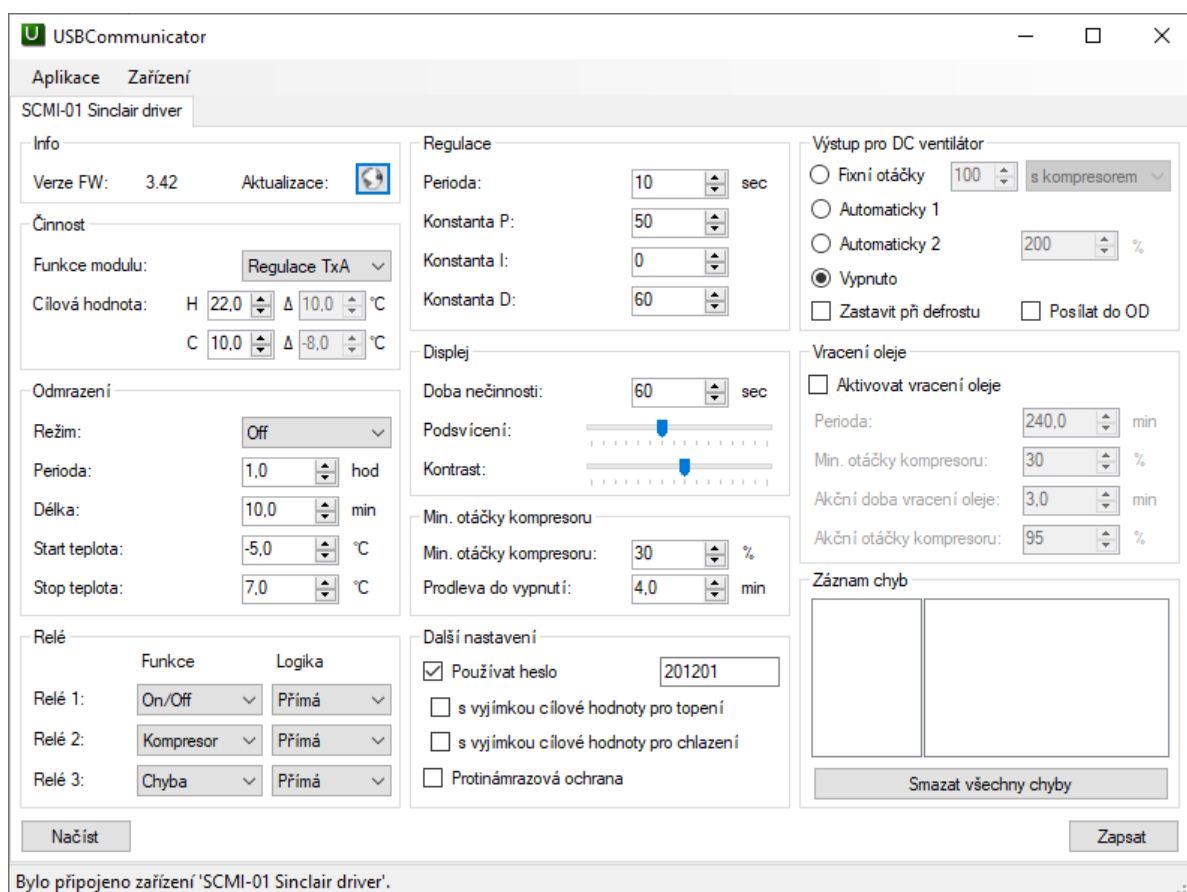 USBCommunicator
Aplikace Zařízení
SCMI-01 Sinclair driver
Info
Verze FW: 3.42 Aktualizace:
Činnost
Funkce modulu: Regulace TxA
Cílová hodnota: H 22,0 Δ 10,0 °C
C 10,0 Δ -8,0 °C
Odmrazení
Režim: Off
Perioda: 1,0 hod
Délka: 10,0 min
Start teplota: -5,0 °C
Stop teplota: 7,0 °C
Relé
Funkce Logika
Relé 1: On/Off Přímá
Relé 2: Kompresor Přímá
Relé 3: Chyba Přímá
Načíst
Regulace
Perioda: 10 sec
Konstanta P: 50
Konstanta I: 0
Konstanta D: 60
Displej
Doba nečinnosti: 60 sec
Podsvícení:
Kontrast:
Min. otáčky kompresoru
Min. otáčky kompresoru: 30 %
Prodleva do vypnutí: 4,0 min
Další nastavení
Používat heslo 201201
s vyjímkou cílové hodnoty pro topení
s vyjímkou cílové hodnoty pro chlazení
Protinámrazová ochrana
Výstup pro DC ventilátor
Fixní otáčky 100 s kompresorem
Automaticky 1
Automaticky 2 200 %
Vypnuto
Zastavit při defrostu Posílat do OD
Vracení oleje
Aktivovat vracení oleje
Perioda: 240,0 min
Min. otáčky kompresoru: 30 %
Akční doba vracení oleje: 3,0 min
Akční otáčky kompresoru: 95 %
Záznam chyb
Smazat všechny chyby
Zapsat
Bylo připojeno zařízení 'SCMI-01 Sinclair driver'.